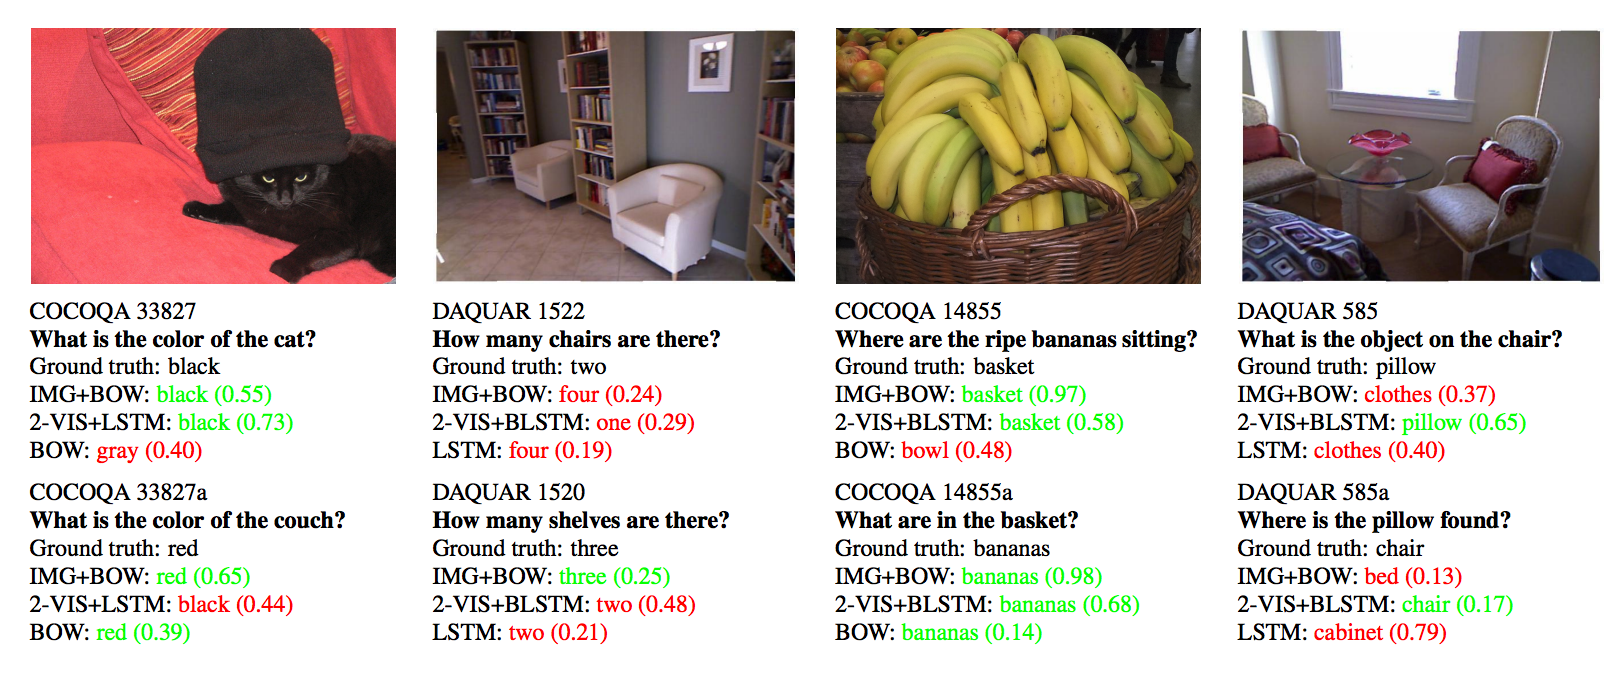 COCOQA 33827
What is the color of the cat?
Ground truth: black
IMG+BOW: black (0.55)
2-VIS+LSTM: black (0.73)
BOW: gray (0.40)
COCOQA 33827a
What is the color of the couch?
Ground truth: red
IMG+BOW: red (0.65)
2-VIS+LSTM: black (0.44)
BOW: red (0.39)
DAQUAR 1522
How many chairs are there?
Ground truth: two
IMG+BOW: four (0.24)
2-VIS+BLSTM: one (0.29)
LSTM: four (0.19)
DAQUAR 1520
How many shelves are there?
Ground truth: three
IMG+BOW: three (0.25)
2-VIS+BLSTM: two (0.48)
LSTM: two (0.21)
COCOQA 14855
Where are the ripe bananas sitting?
Ground truth: basket
IMG+BOW: basket (0.97)
2-VIS+BLSTM: basket (0.58)
BOW: bowl (0.48)
COCOQA 14855a
What are in the basket?
Ground truth: bananas
IMG+BOW: bananas (0.98)
2-VIS+BLSTM: bananas (0.68)
BOW: bananas (0.14)
DAQUAR 585
What is the object on the chair?
Ground truth: pillow
IMG+BOW: clothes (0.37)
2-VIS+BLSTM: pillow (0.65)
LSTM: clothes (0.40)
DAQUAR 585a
Where is the pillow found?
Ground truth: chair
IMG+BOW: bed (0.13)
2-VIS+BLSTM: chair (0.17)
LSTM: cabinet (0.79)